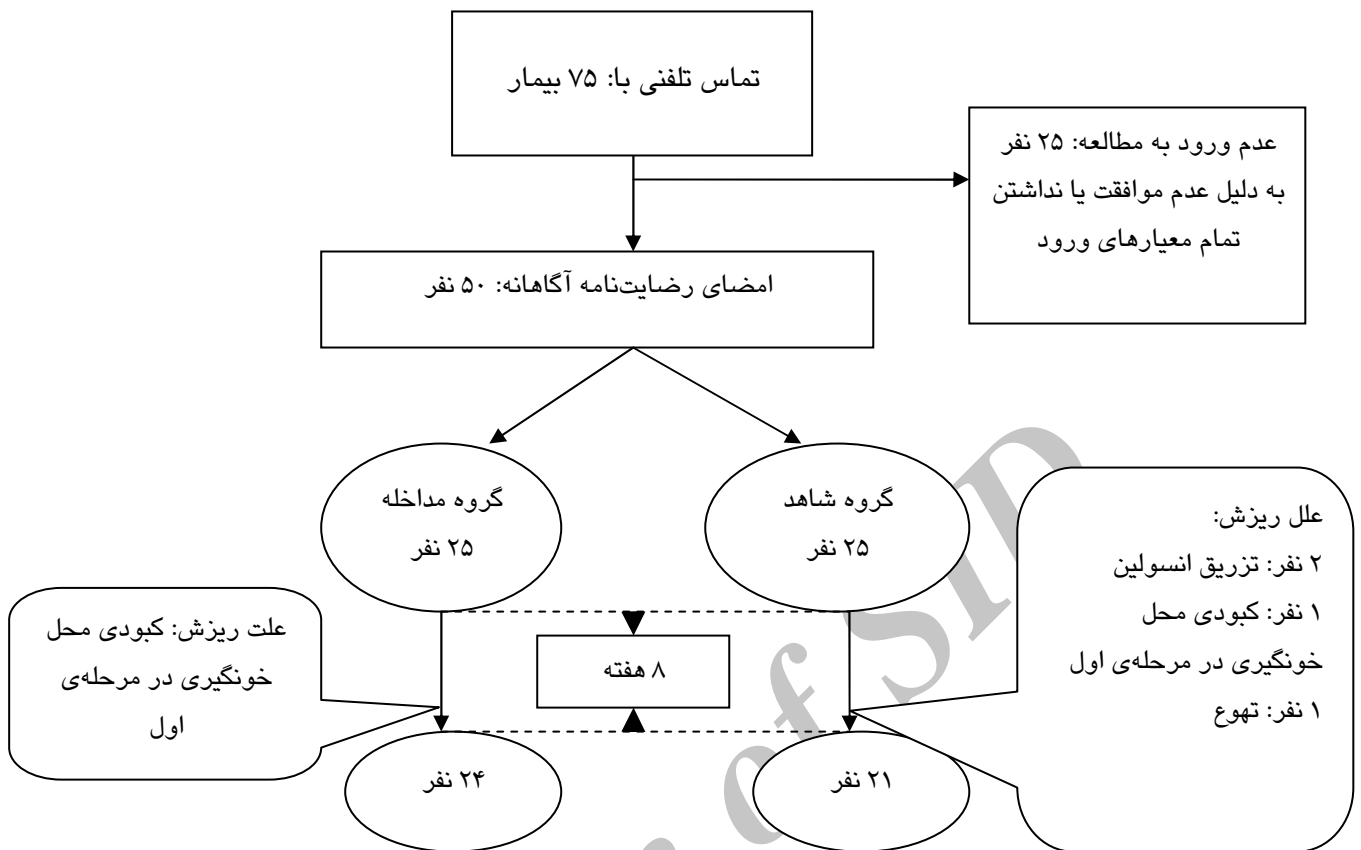 تماس تلفنی با: ۷۵ بیمار
عدم ورود به مطالعه: ۲۵ نفر
به دلیل عدم موافقت یا نداشتن
تمام معیارهای ورود
امضای رضایت‌نامه آگاهانه: ۵۰ نفر
گروه شاهد
۲۵ نفر
گروه مداخله
۲۵ نفر
علل ریزش:
۲ نفر: تزریق انسولین
۱ نفر: کبودی محل
خونگیری در مرحله‌ی اول
۱ نفر: تهوع
۸ هفته
علت ریزش: کبودی محل
خونگیری در مرحله‌ی
اول
۲۱ نفر
۲۴ نفر
of SID